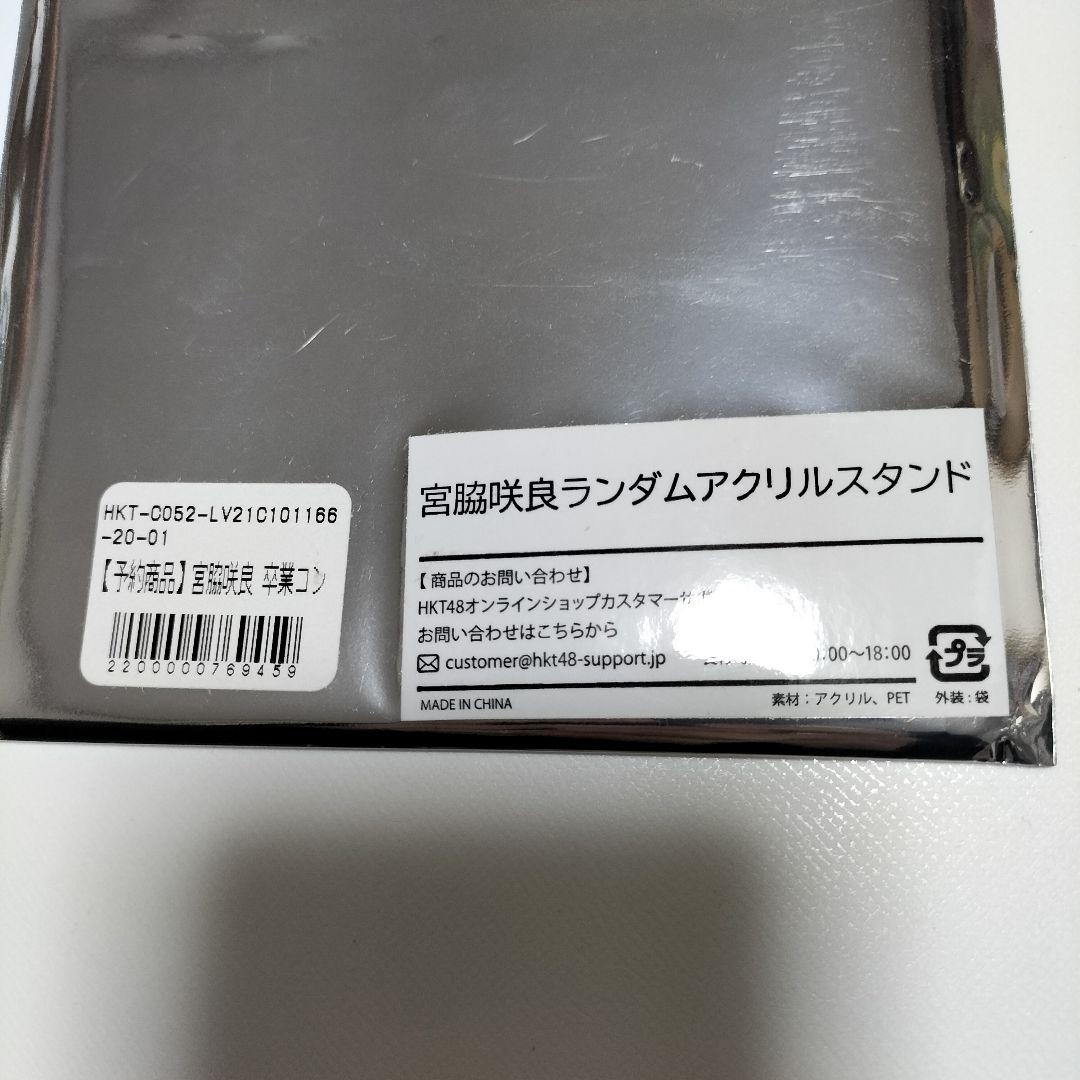 HKT-C052-LV21C101166
-20-01
【予約商品】宮脇咲良 卒業コン
2200000769459
宮脇咲良ランダムアクリルスタンド
【商品のお問い合わせ】
HKT48オンラインショップカスタマー
お問い合わせはこちらから
customer@hkt48-support.jp :00〜18:00
MADE IN CHINA
素材:アクリル、PET
プラ
外装:袋